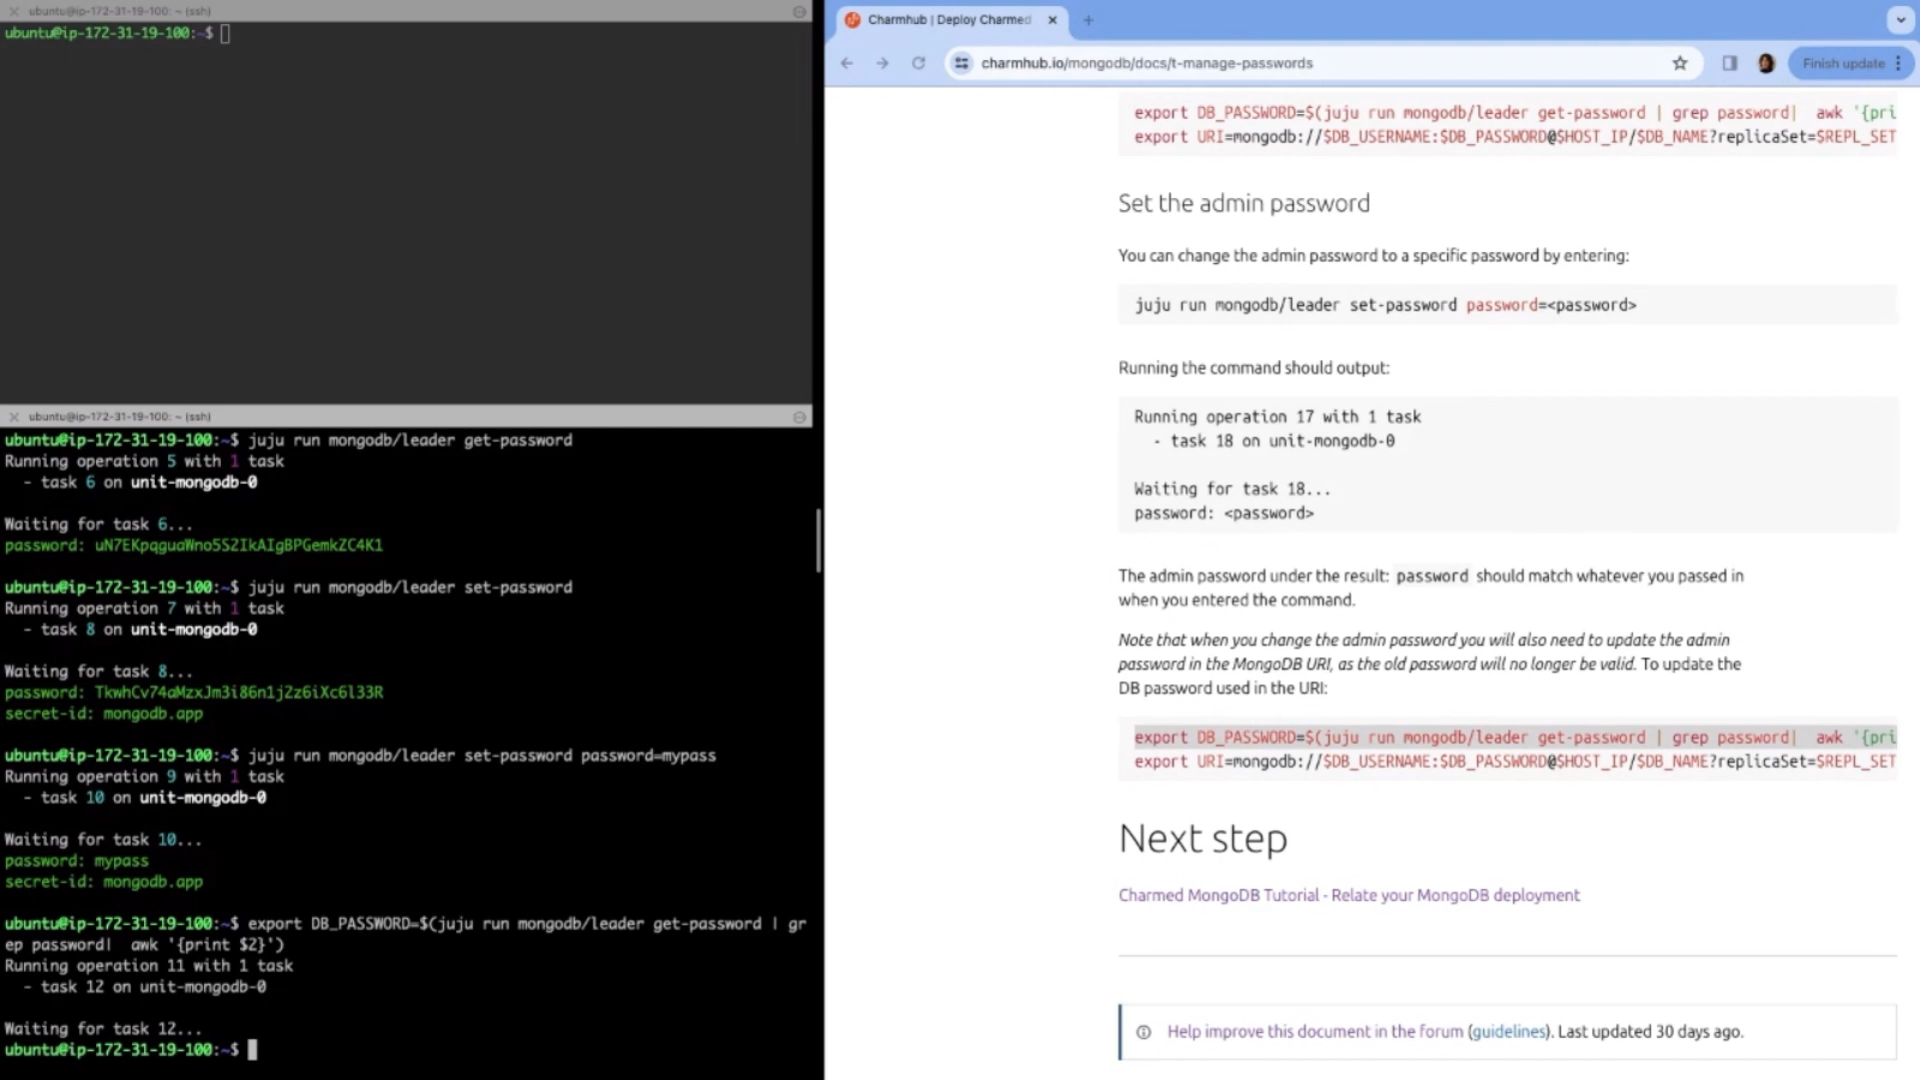 ubuntu@ip-172-31-19-100: ~ (ssh)
ubuntu@ip-172-31-19-100:~$
ubuntu@ip-172-31-19-100: ~ (ssh)
ubuntu@ip-172-31-19-100:~$ juju run mongodb/leader get-password
Running operation 5 with 1 task
- task 6 on unit-mongodb-0
Waiting for task 6...
password: uN7EKpqguaWno5S2IkAIgBPGemkZC4K1
ubuntu@ip-172-31-19-100:~$ juju run mongodb/leader set-password
Running operation 7 with 1 task
- task 8 on unit-mongodb-0
Waiting for task 8...
password: TkwhCv74aMzxJm3i86n1j2z6iXc6l33R
secret-id: mongodb.app
ubuntu@ip-172-31-19-100:~$ juju run mongodb/leader set-password password=mypass
Running operation 9 with 1 task
- task 10 on unit-mongodb-0
Waiting for task 10...
password: mypass
secret-id: mongodb.app
ubuntu@ip-172-31-19-100:~$ export DB_PASSWORD=$(juju run mongodb/leader get-password | gr
ep password|  awk '{print $2}')
Running operation 11 with 1 task
- task 12 on unit-mongodb-0
Waiting for task 12...
ubuntu@ip-172-31-19-100:~$
Charmhub | Deploy Charmed
charmhub.io/mongodb/docs/t-manage-passwords
Finish update
export DB_PASSWORD=$(juju run mongodb/leader get-password | grep password|  awk '{pri
export URI=mongodb://$DB_USERNAME:$DB_PASSWORD@$HOST_IP/$DB_NAME?replicaSet=$REPL_SET
Set the admin password
You can change the admin password to a specific password by entering:
juju run mongodb/leader set-password password=<password>
Running the command should output:
Running operation 17 with 1 task
- task 18 on unit-mongodb-0
Waiting for task 18...
password: <password>
The admin password under the result: password should match whatever you passed in
when you entered the command.
Note that when you change the admin password you will also need to update the admin
password in the MongoDB URI, as the old password will no longer be valid. To update the
DB password used in the URI:
export DB_PASSWORD=$(juju run mongodb/leader get-password | grep password|  awk '{pri
export URI=mongodb://$DB_USERNAME:$DB_PASSWORD@$HOST_IP/$DB_NAME?replicaSet=$REPL_SET
Next step
Charmed MongoDB Tutorial - Relate your MongoDB deployment
Help improve this document in the forum (guidelines). Last updated 30 days ago.